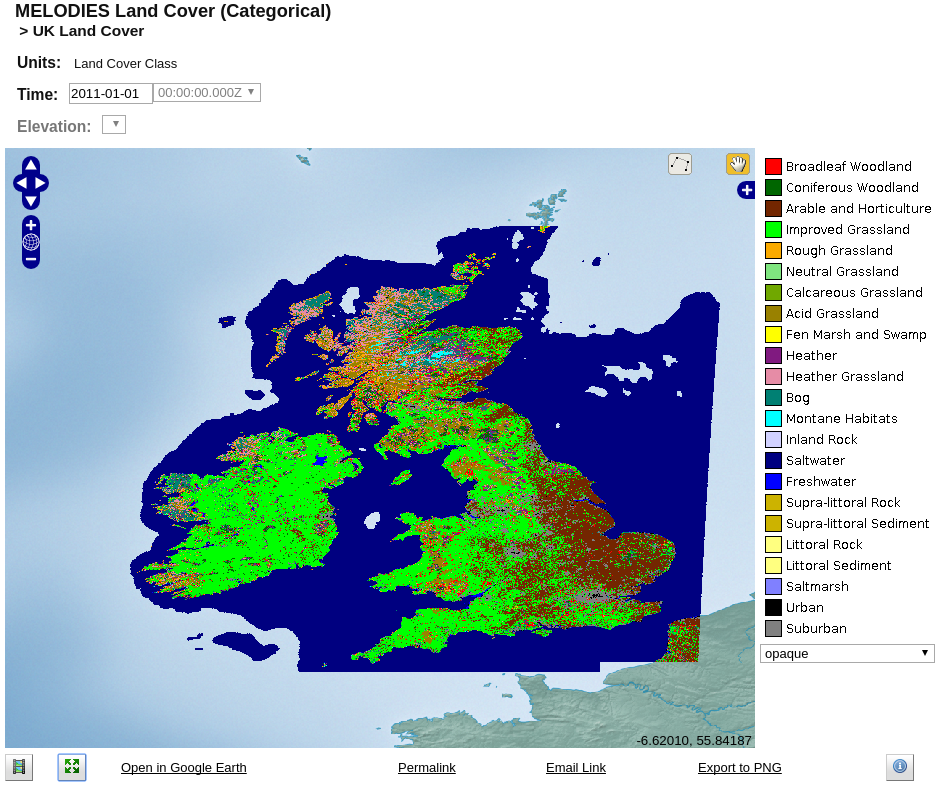 MELODIES Land Cover (Categorical)
> UK Land Cover
Units: Land Cover Class
Time: 2011-01-01 00:00:00.000Z
Elevation:
Broadleaf Woodland
Coniferous Woodland
Arable and Horticulture
Improved Grassland
Rough Grassland
Neutral Grassland
Calcareous Grassland
Acid Grassland
Fen Marsh and Swamp
Heather
Heather Grassland
Bog
Montane Habitats
Inland Rock
Saltwater
Freshwater
Supra-littoral Rock
Supra-littoral Sediment
Littoral Rock
Littoral Sediment
Saltmarsh
Urban
Suburban
opaque
-6.62010, 55.84187
Open in Google Earth Permalink Email Link Export to PNG